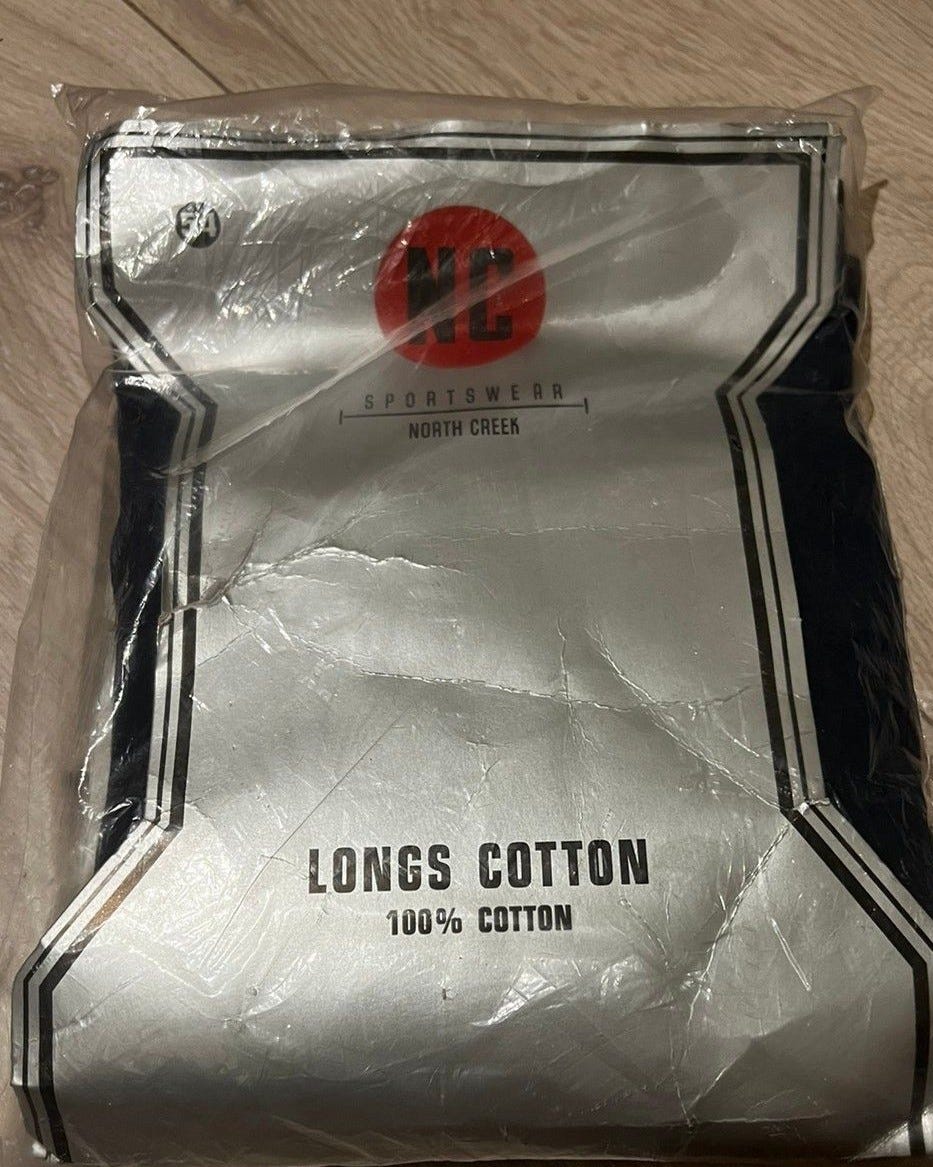 NC
SPORTSWEAR
NORTH CREEK
LONGS COTTON
100% COTTON